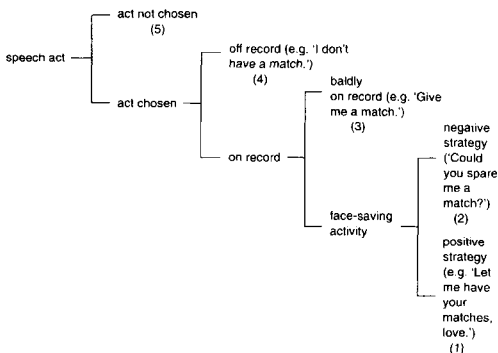 act not chosen
(5)
speech act
act chosen
off record (e.g. 'I don't
have a match.')
(4)
on record
baldly
on record (e.g. 'Give
me a match.')
(3)
face-saving
activity
negative
strategy
('Could
you spare
me a
match?')
(2)
positive
strategy
(e.g. 'Let
me have
your
matches,
love.')
(1)